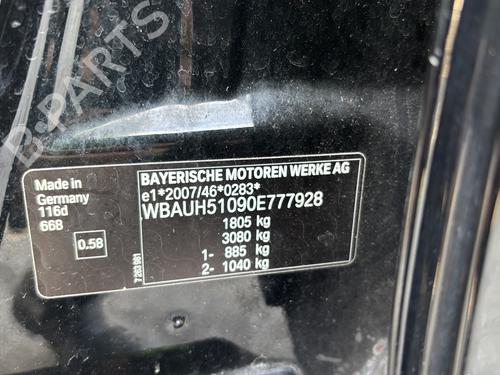 B-PARTS
Made in
Germany
116d
668
0.58
7263981
BAYERISCHE MOTOREN WERKE AG
e1*2007/46*0283*
WBAUH51090E777928
1805 kg
3080 kg
1- 885 kg
2- 1040 kg